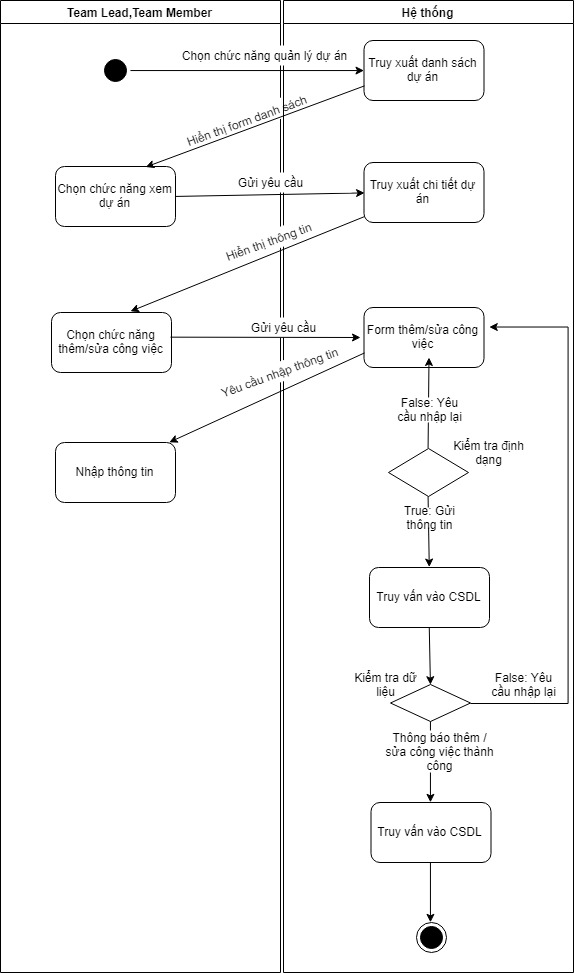 Team Lead,Team Member
Hệ thống
Chọn chức năng quản lý dự án
Truy xuất danh sách
dự án
Hiển thị form danh sách
Chọn chức năng xem
dự án
Gửi yêu cầu
Truy xuất chi tiết dự
án
Hiển thị thông tin
Chọn chức năng
thêm/sửa công việc
Gửi yêu cầu
Form thêm/sửa công
việc
Yêu cầu nhập thông tin
False: Yêu
cầu nhập lại
Kiểm tra định
dạng
Nhập thông tin
True: Gửi
thông tin
Truy vấn vào CSDL
Kiểm tra dữ
liệu
False: Yêu
cầu nhập lại
Thông báo thêm /
sửa công việc thành
công
Truy vấn vào CSDL